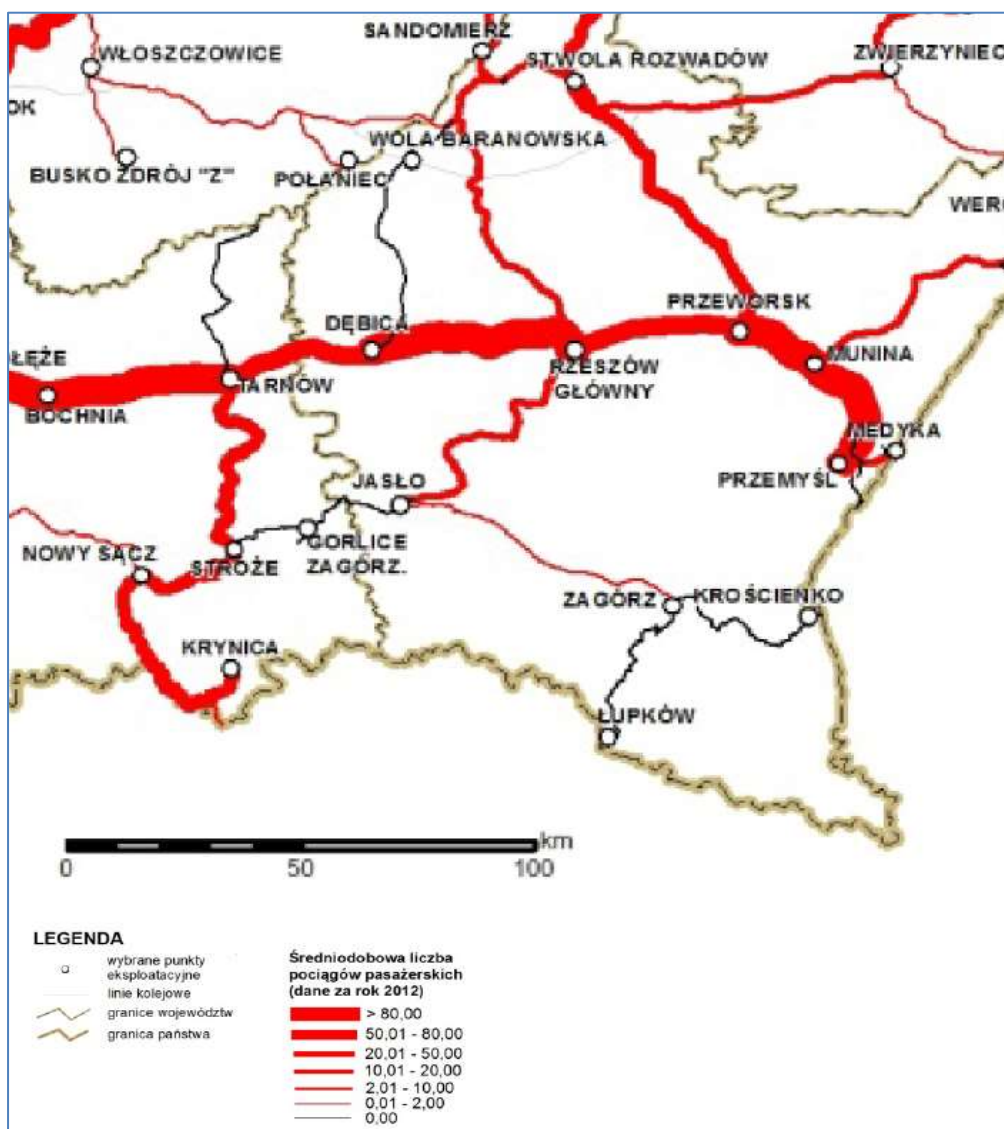 SANDOMIERZ
WŁOSZCZOWICE
STWOLA ROZWADÓW
ZWIERZYNIEC
OK
WOLA BARANOWSKA
BUSKO ZDRÓJ "Z"
POŁANIEC
WERC
PRZEWORSK
DĘBICA
MUNINA
ŁĘŻE
TARNÓW
RZESZÓW
GŁÓWNY
BOCHNIA
MEDYKA
JASŁO
PRZEMYŚL
NOWY SĄCZ
STRÓŻE
GORLICE
ZAGÓRZ.
ZAGÓRZ
KROŚCIENKO
KRYNICA
ŁUPKÓW
km
0 50 100
LEGENDA
wybrane punkty
eksploatacyjne
linie kolejowe
granice województw
granica państwa
Średniodobowa liczba
pociągów pasażerskich
(dane za rok 2012)
> 80,00
50,01 - 80,00
20,01 - 50,00
10,01 - 20,00
2,01 - 10,00
0,01 - 2,00
0,00